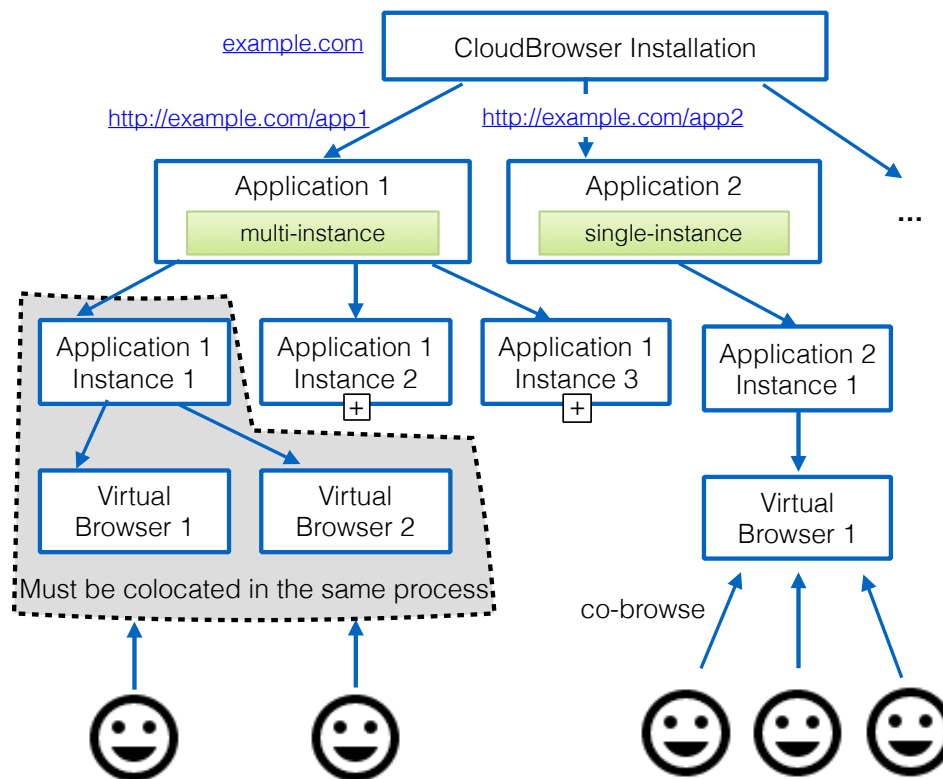 example.com
CloudBrowser Installation
http://example.com/app1
http://example.com/app2
Application 1
multi-instance
Application 2
single-instance
...
Application 1
Instance 1
Application 1
Instance 2
+
Application 1
Instance 3
+
Application 2
Instance 1
Virtual
Browser 1
Virtual
Browser 2
Virtual
Browser 1
Must be colocated in the same process
co-browse